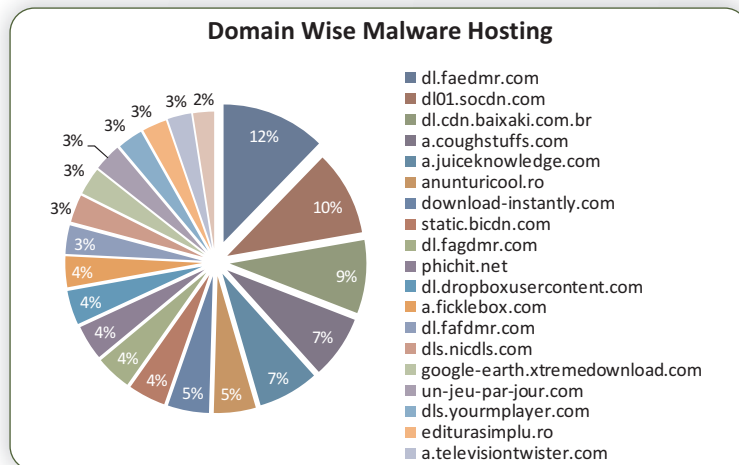 Domain Wise Malware Hosting
12%
10%
9%
7%
7%
5%
5%
4%
4%
4%
4%
4%
3%
3%
3%
3%
3%
3%
3%
2%
dl.faedmr.com
dl01.socdn.com
dl.cdn.baixaki.com.br
a.coughstuffs.com
a.juiceknowledge.com
anunturicool.ro
download-instantly.com
static.bicdn.com
dl.fagdmr.com
phichit.net
dl.dropboxusercontent.com
a.ficklebox.com
dl.fafdmr.com
dls.nicdls.com
google-earth.xtremedownload.com
un-jeu-par-jour.com
dls.yourmplayer.com
editurasimplu.ro
a.televisiontwister.com